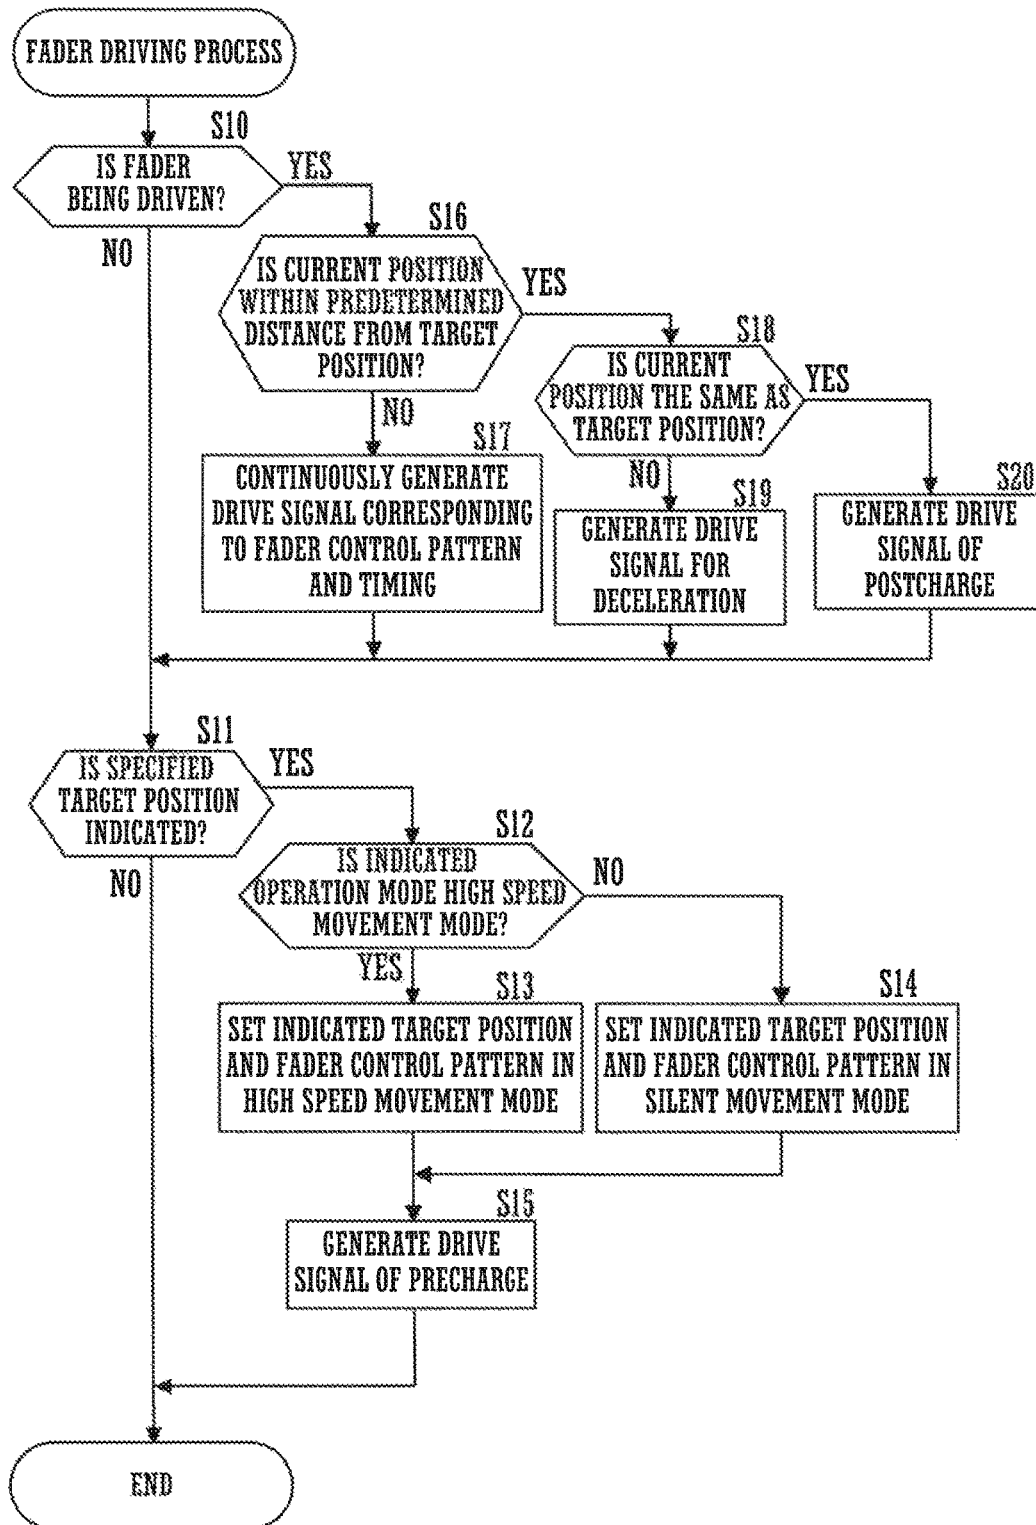 FADER DRIVING PROCESS
S10
IS FADER
BEING DRIVEN?
YES
NO
S16
IS CURRENT POSITION
WITHIN PREDETERMINED
DISTANCE FROM TARGET
POSITION?
YES
NO
S18
IS CURRENT
POSITION THE SAME AS
TARGET POSITION?
YES
NO
S17
CONTINUOUSLY GENERATE
DRIVE SIGNAL CORRESPONDING
TO FADER CONTROL PATTERN
AND TIMING
S19
GENERATE DRIVE
SIGNAL FOR
DECELERATION
S20
GENERATE DRIVE
SIGNAL OF
POSTCHARGE
S11
IS SPECIFIED
TARGET POSITION
INDICATED?
YES
NO
S12
IS INDICATED
OPERATION MODE HIGH SPEED
MOVEMENT MODE?
NO
YES
S13
SET INDICATED TARGET POSITION
AND FADER CONTROL PATTERN IN
HIGH SPEED MOVEMENT MODE
S14
SET INDICATED TARGET POSITION
AND FADER CONTROL PATTERN IN
SILENT MOVEMENT MODE
S15
GENERATE DRIVE
SIGNAL OF PRECHARGE
END